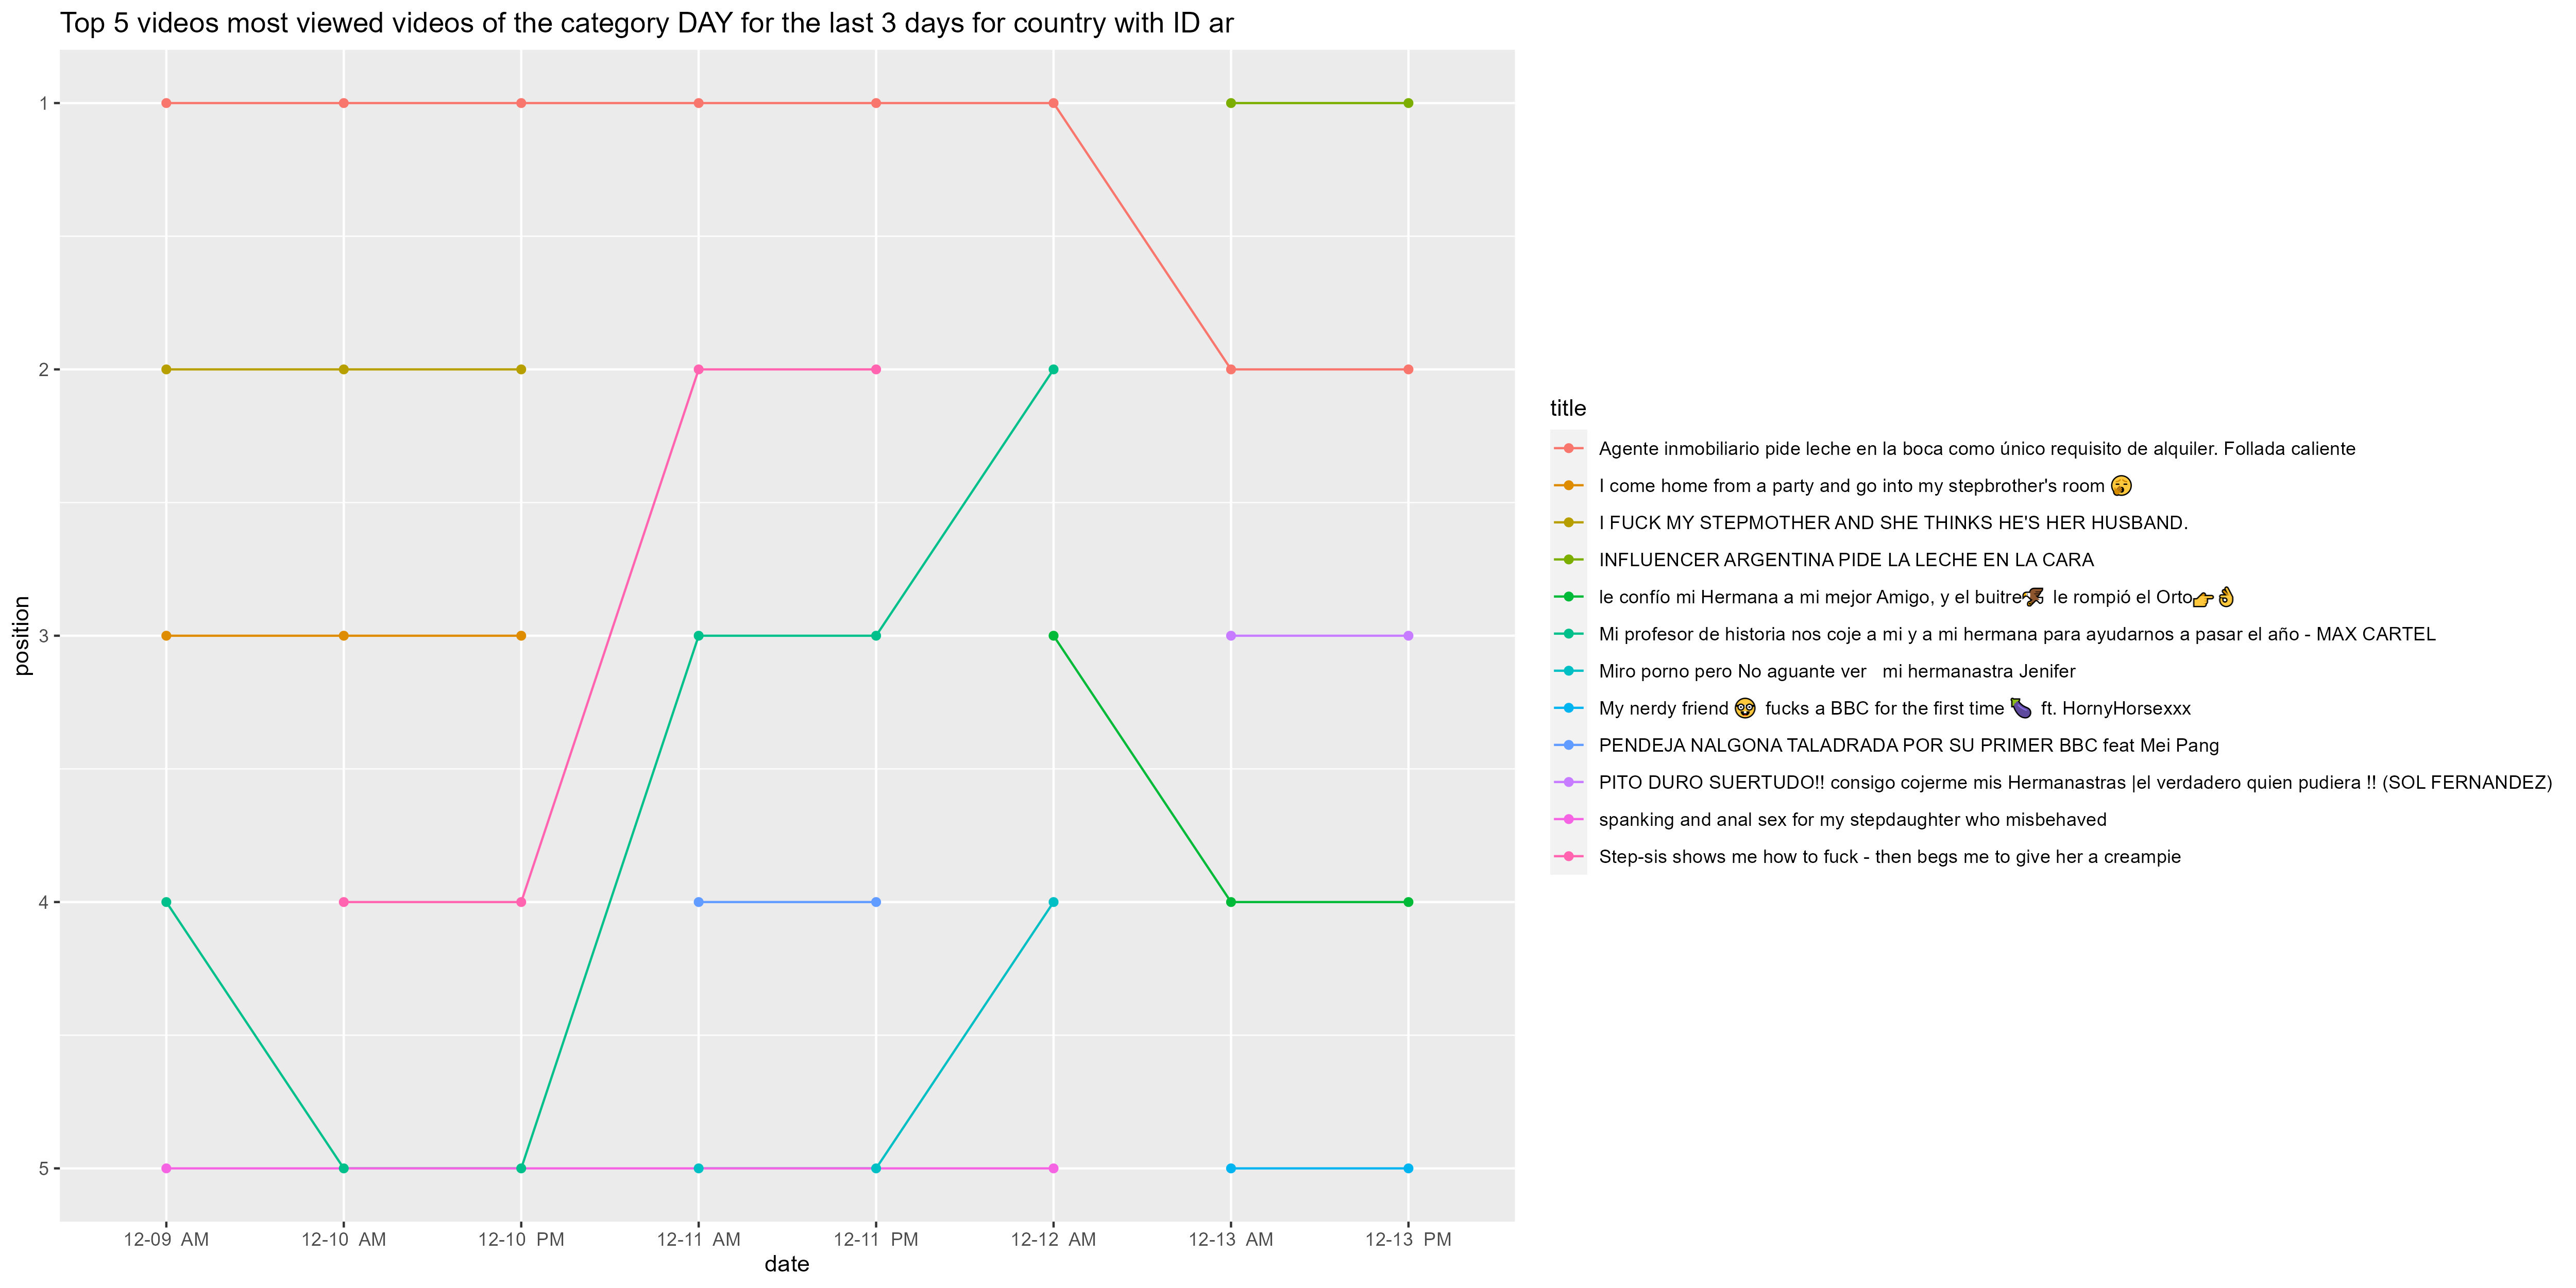 Top 5 videos most viewed videos of the category DAY for the last 3 days for country with ID ar
1
2
3
4
5
position
12-09 AM
12-10 AM
12-10 PM
12-11 AM
12-11 PM
12-12 AM
12-13 AM
12-13 PM
date
title
Agente inmobiliario pide leche en la boca como único requisito de alquiler. Follada caliente
I come home from a party and go into my stepbrother's room 🥱
I FUCK MY STEPMOTHER AND SHE THINKS HE'S HER HUSBAND.
INFLUENCER ARGENTINA PIDE LA LECHE EN LA CARA
le confío mi Hermana a mi mejor Amigo, y el buitre🦅 le rompió el Orto👉👌
Mi profesor de historia nos coje a mi y a mi hermana para ayudarnos a pasar el año - MAX CARTEL
Miro porno pero No aguante ver   mi hermanastra Jenifer
My nerdy friend 🤓 fucks a BBC for the first time 🍆 ft. HornyHorsexxx
PENDEJA NALGONA TALADRADA POR SU PRIMER BBC feat Mei Pang
PITO DURO SUERTUDO!! consigo cojerme mis Hermanastras |el verdadero quien pudiera !! (SOL FERNANDEZ)
spanking and anal sex for my stepdaughter who misbehaved
Step-sis shows me how to fuck - then begs me to give her a creampie